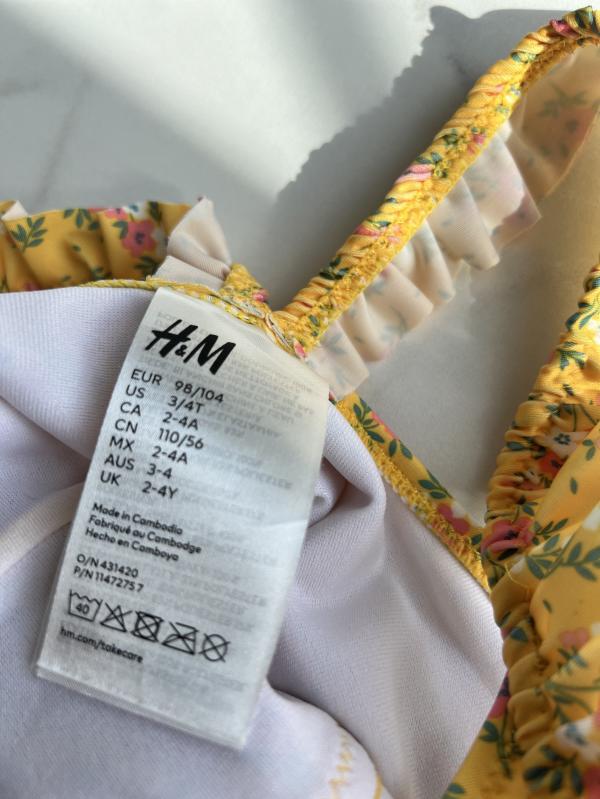 H&M
EUR 98/104
US 3/4T
CA 2-4A
CN 110/56
MX 2-4A
AUS 3-4
UK 2-4Y
Made in Cambodia
Fabriqué au Cambodge
Hecho en Camboya
O/N 431420
P/N 11472757
40
hm.com/takecare